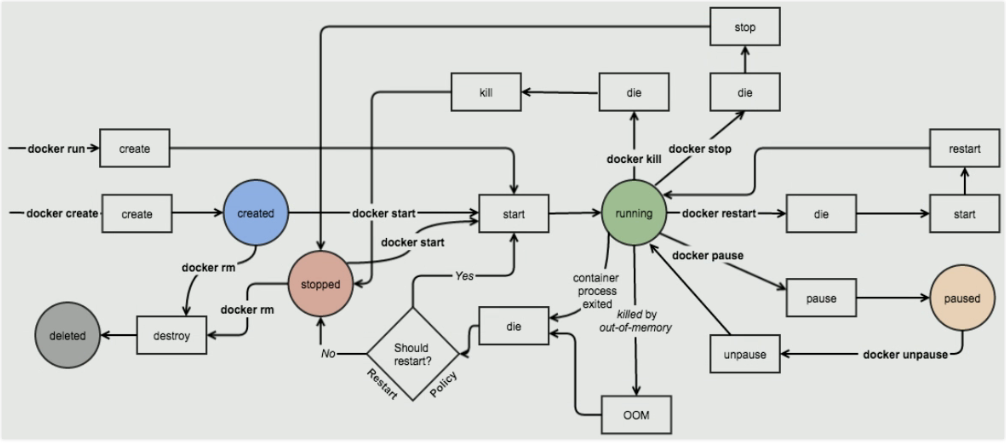 stop
kill
die
die
docker run
create
docker kill
docker stop
restart
docker create
create
created
docker start
start
running
docker restart
die
start
docker start
docker rm
docker pause
stopped
Yes
container
process
exited
docker rm
pause
paused
killed by
out-of-memory
deleted
destroy
die
No
Should
restart?
Restart
Policy
unpause
docker unpause
OOM